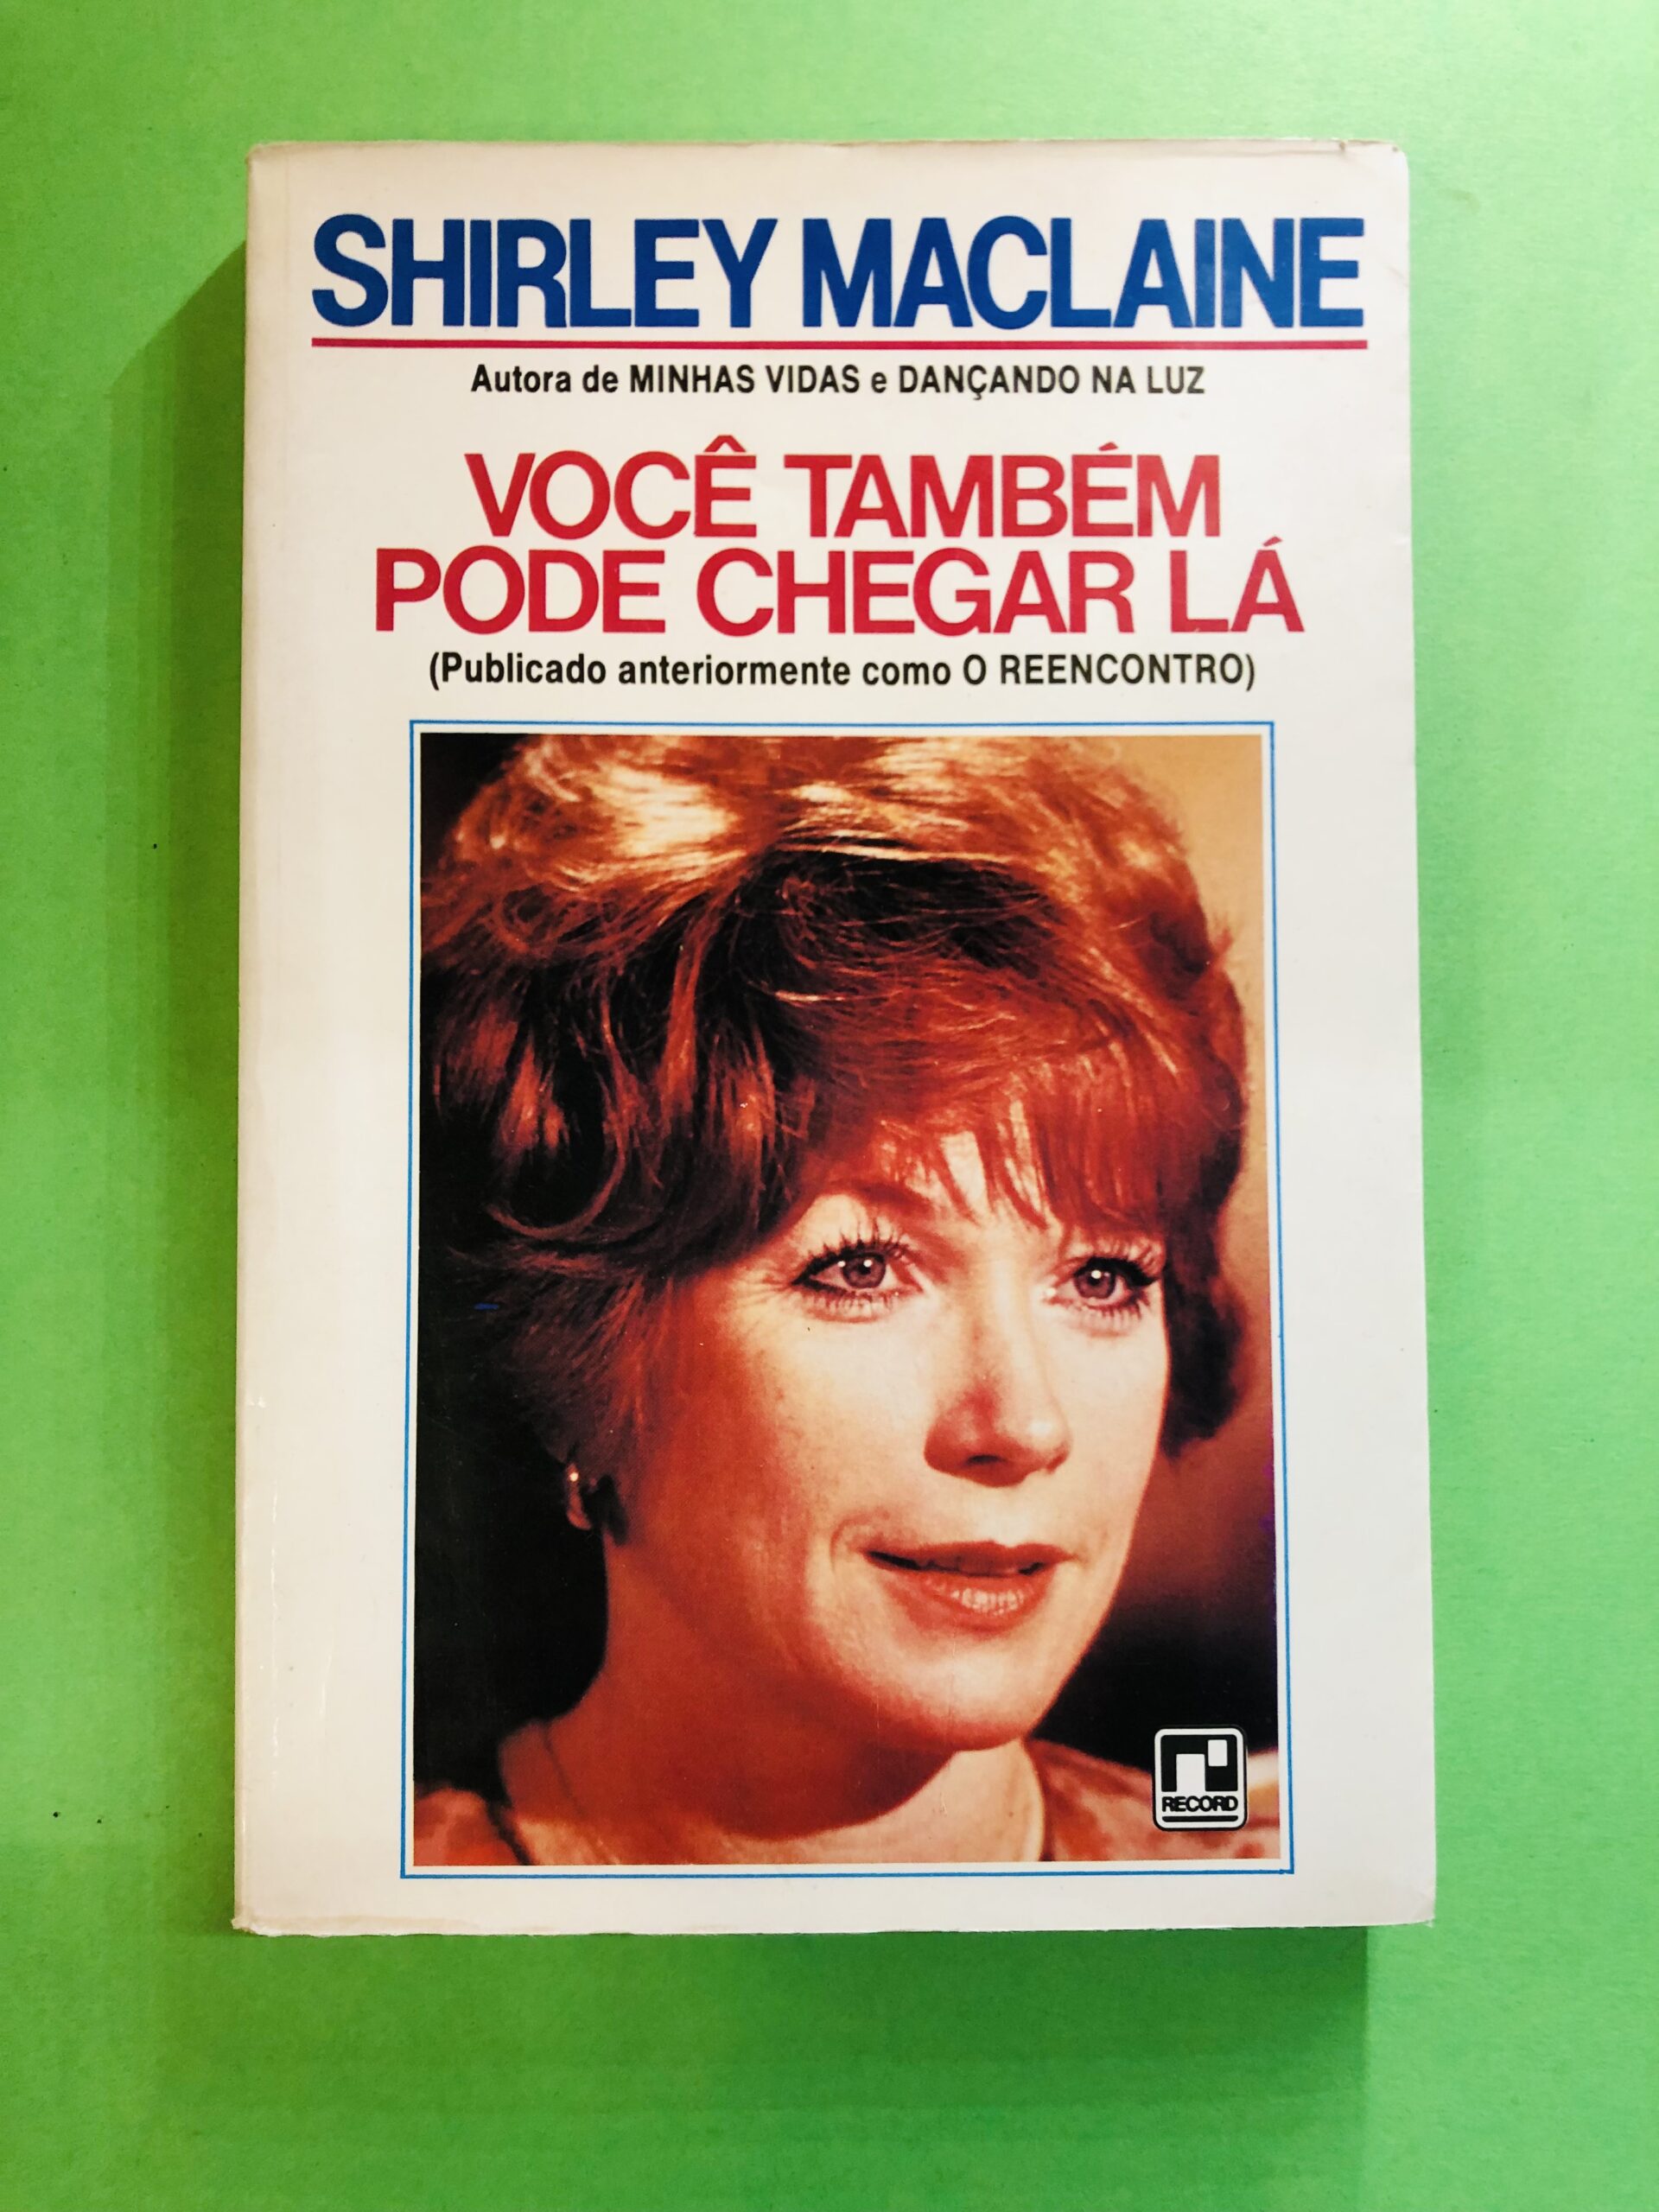 SHIRLEY MACLAINE
Autora de MINHAS VIDAS e DANÇANDO NA LUZ
VOCÊ TAMBÉM
PODE CHEGAR LÁ
(Publicado anteriormente como O REENCONTRO)
RECORD